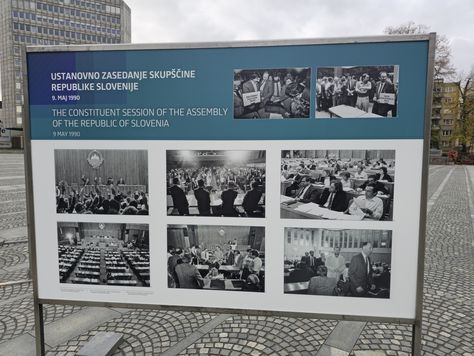 USTANOVNO ZASEDANJE SKUPŠČINE
REPUBLIKE SLOVENIJE
9. MAJ 1990
THE CONSTITUENT SESSION OF THE ASSEMBLY
OF THE REPUBLIC OF SLOVENIA
9 MAY 1990